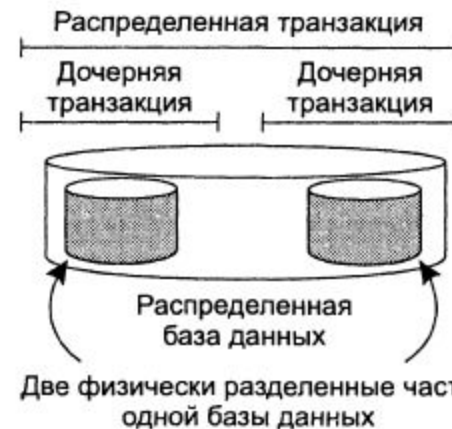 Распределенная транзакция
Дочерняя Дочерняя
транзакция транзакция
Распределенная
база данных
Две физически разделенные част
одной базы данных